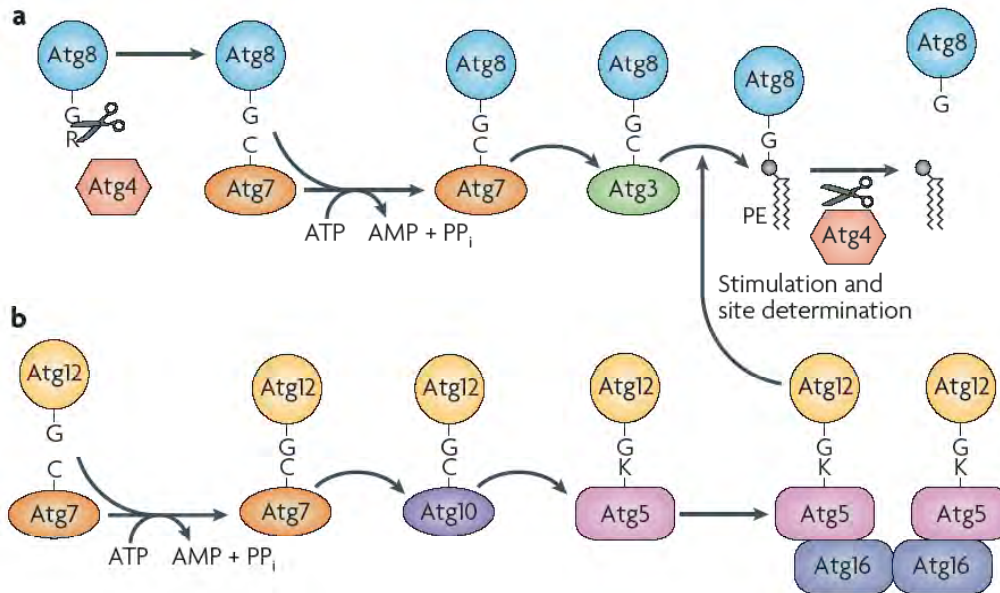 a
Atg8
Atg8
Atg8
Atg8
Atg8
Atg8
G
R
G
C
G
C
G
C
G
G
Atg4
Atg7
Atg7
Atg3
PE
Atg4
ATP
AMP + PPi
Stimulation and
site determination
b
Atg12
Atg12
Atg12
Atg12
Atg12
Atg12
G
C
G
C
G
C
G
K
G
K
G
K
Atg7
Atg7
Atg10
Atg5
Atg5
Atg5
ATP
AMP + PPi
Atg16
Atg16